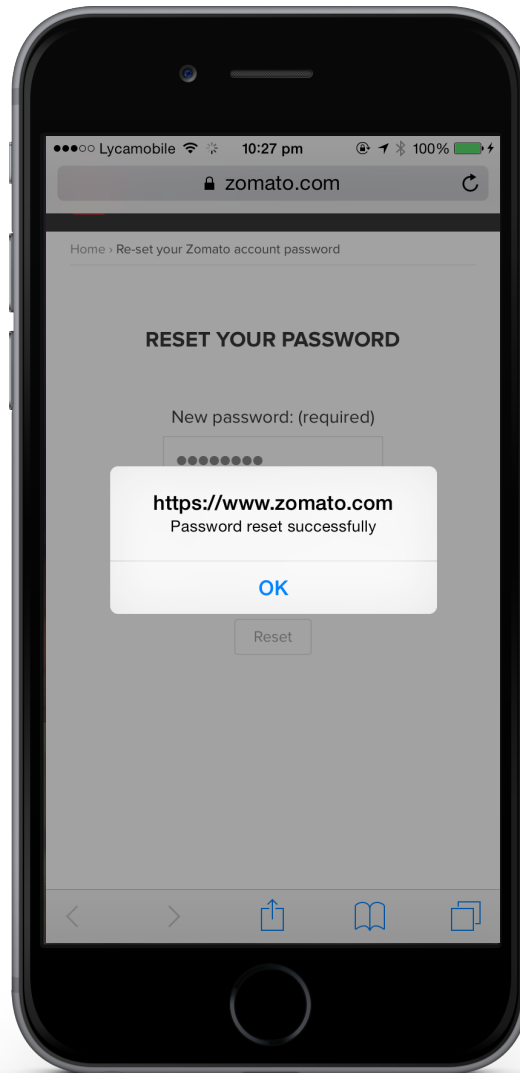 Lycamobile 10:27 pm 100%
zomato.com
Home › Re-set your Zomato account password
RESET YOUR PASSWORD
New password: (required)
https://www.zomato.com
Password reset successfully
OK
Reset